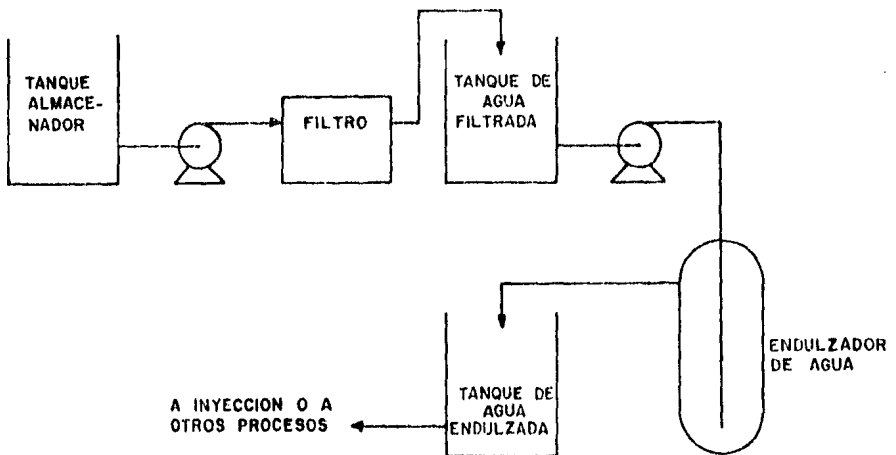 TANQUE
ALMACE-
NADOR
FILTRO
TANQUE DE
AGUA
FILTRADA
ENDULZADOR
DE AGUA
TANQUE DE
AGUA
ENDULZADA
A INYECCION O A
OTROS PROCESOS